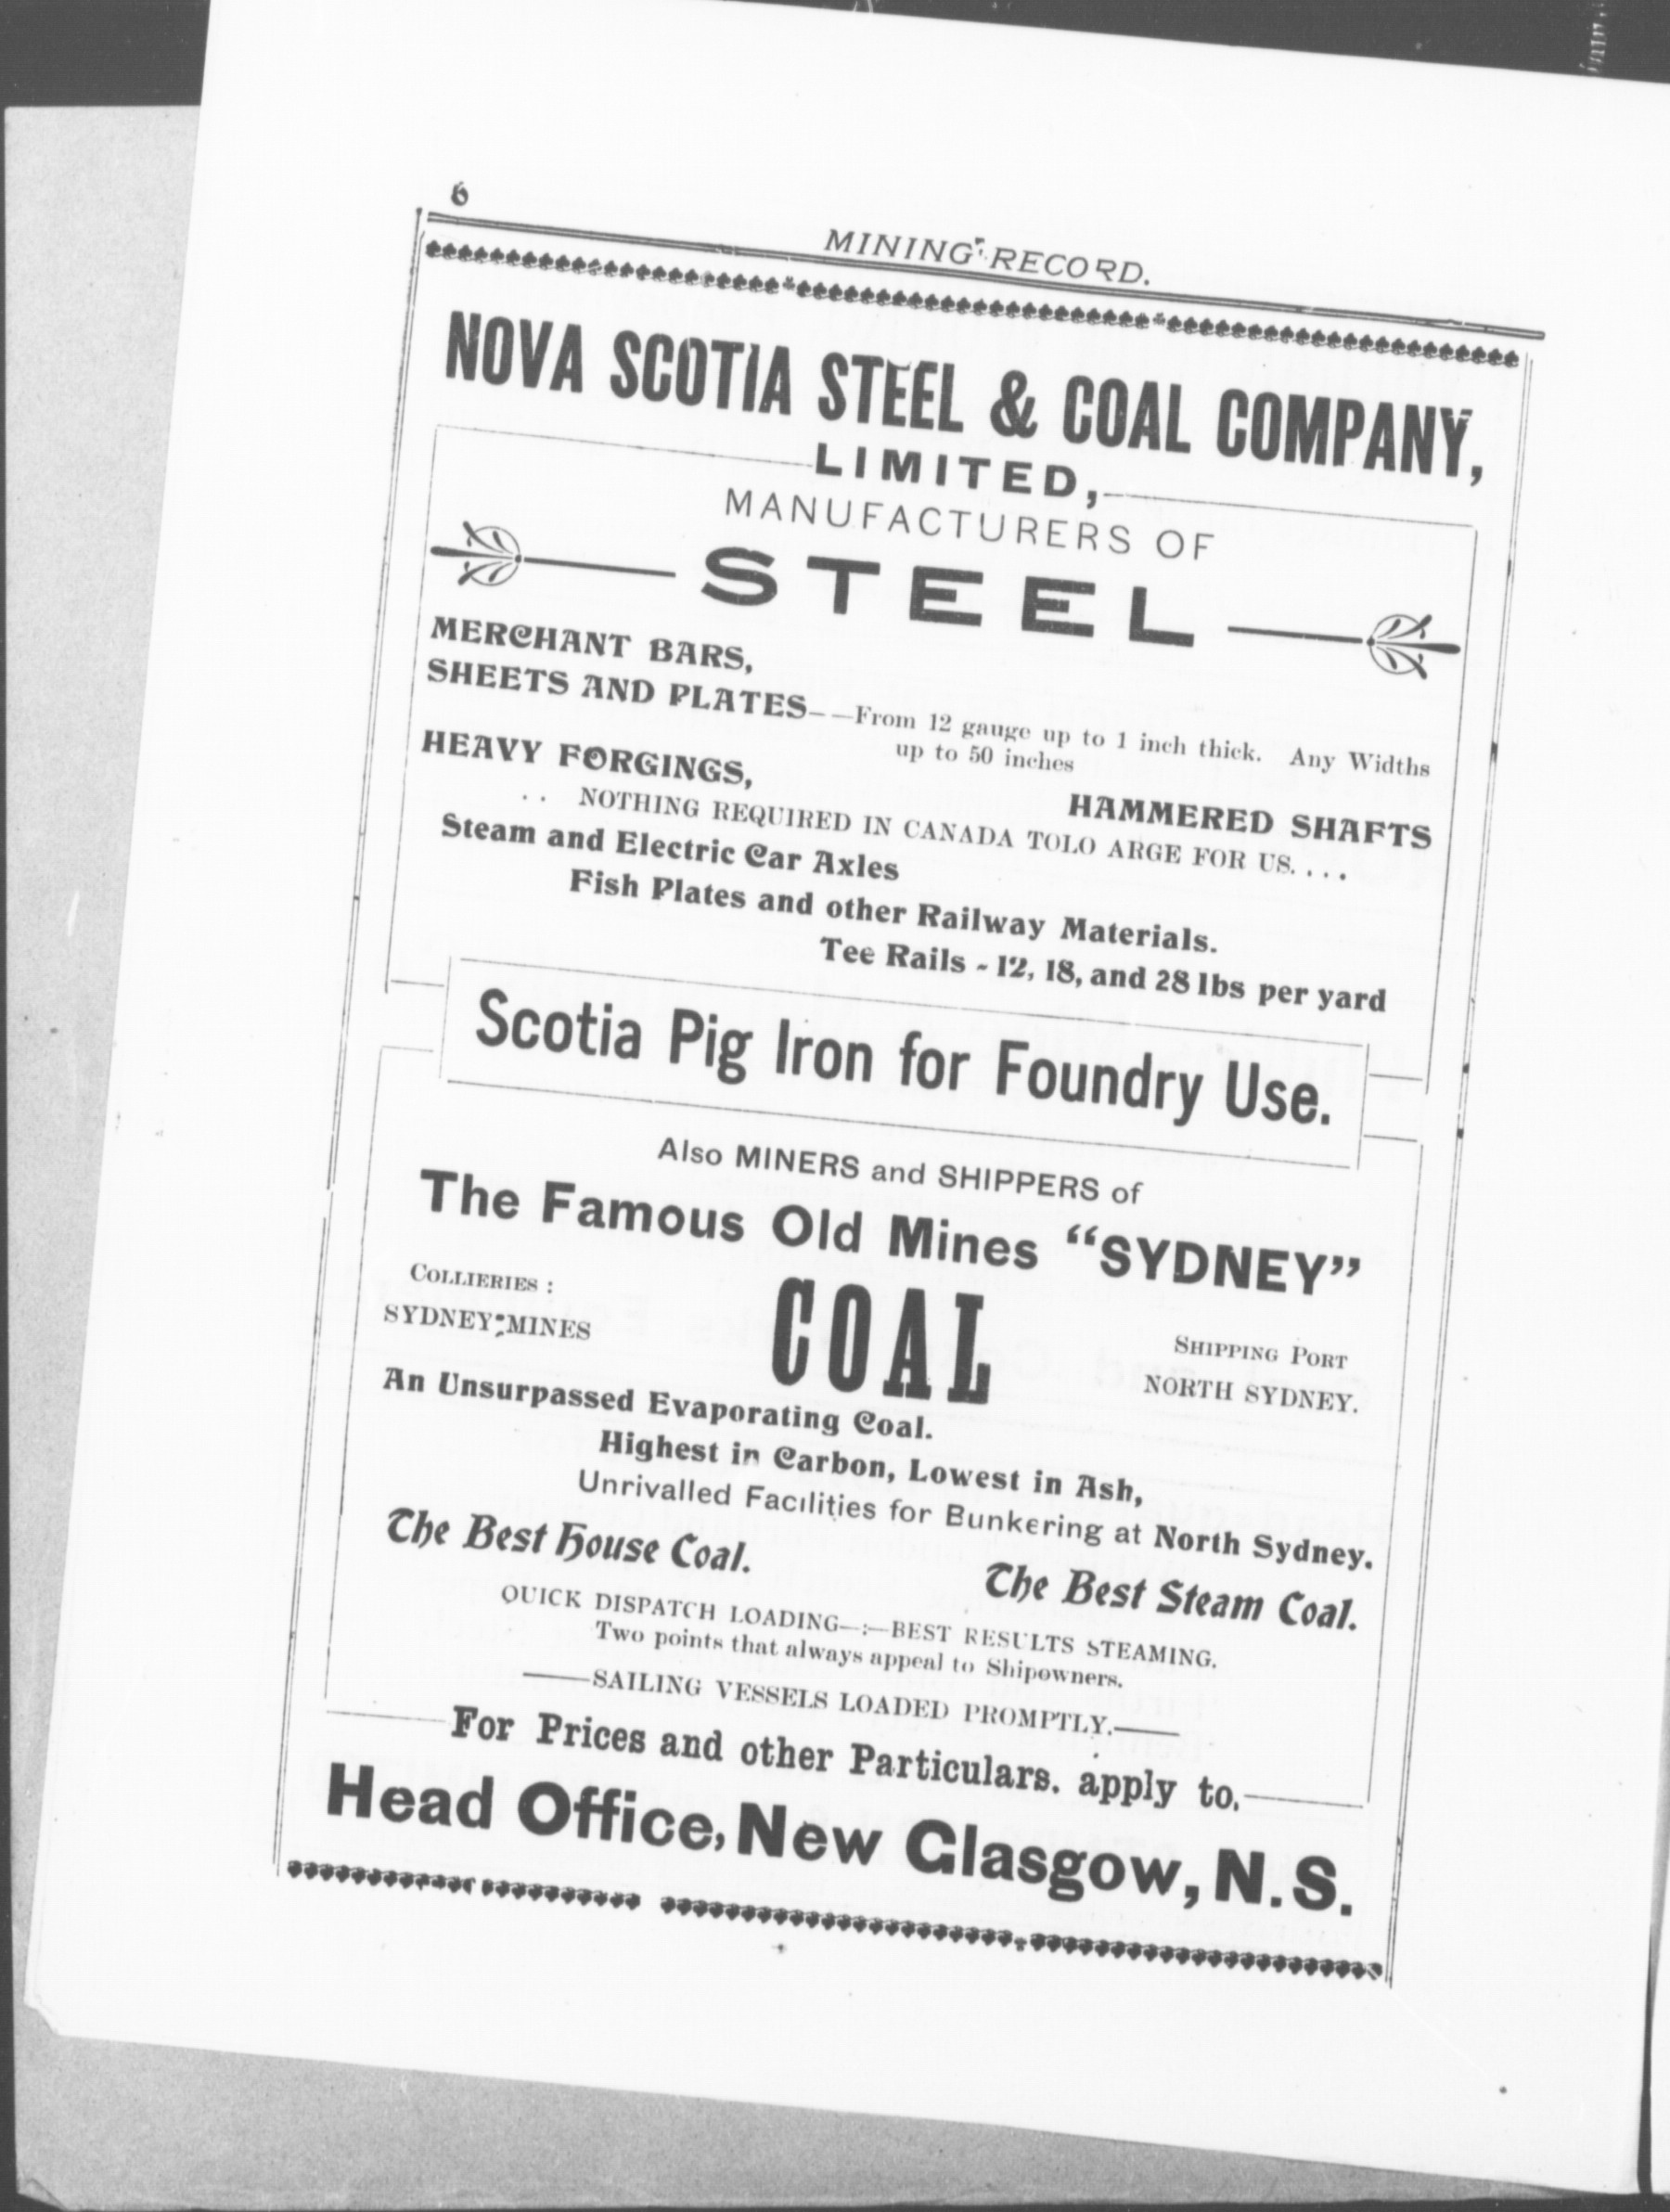 6
MINING RECORD.
NOVA SCOTIA STEEL & COAL COMPANY,
LIMITED,
MANUFACTURERS OF
STEEL
MERCHANT BARS,
SHEETS AND PLATES——From 12 gauge up to 1 inch thick. Any Widths
up to 50 inches
HEAVY FORGINGS,
HAMMERED SHAFTS
. . NOTHING REQUIRED IN CANADA TOLO ARGE FOR US. . . .
Steam and Electric Car Axles
Fish Plates and other Railway Materials.
Tee Rails - 12, 18, and 28 lbs per yard
Scotia Pig Iron for Foundry Use.
Also MINERS and SHIPPERS of
The Famous Old Mines "SYDNEY"
COLLIERIES :
SYDNEY MINES
COAL
SHIPPING PORT
NORTH SYDNEY.
An Unsurpassed Evaporating Coal.
Highest in Carbon, Lowest in Ash,
Unrivalled Facilities for Bunkering at North Sydney.
The Best House Coal.
The Best Steam Coal.
QUICK DISPATCH LOADING—:—BEST RESULTS STEAMING.
Two points that always appeal to Shipowners.
——SAILING VESSELS LOADED PROMPTLY.——
For Prices and other Particulars. apply to,
Head Office, New Glasgow, N.S.